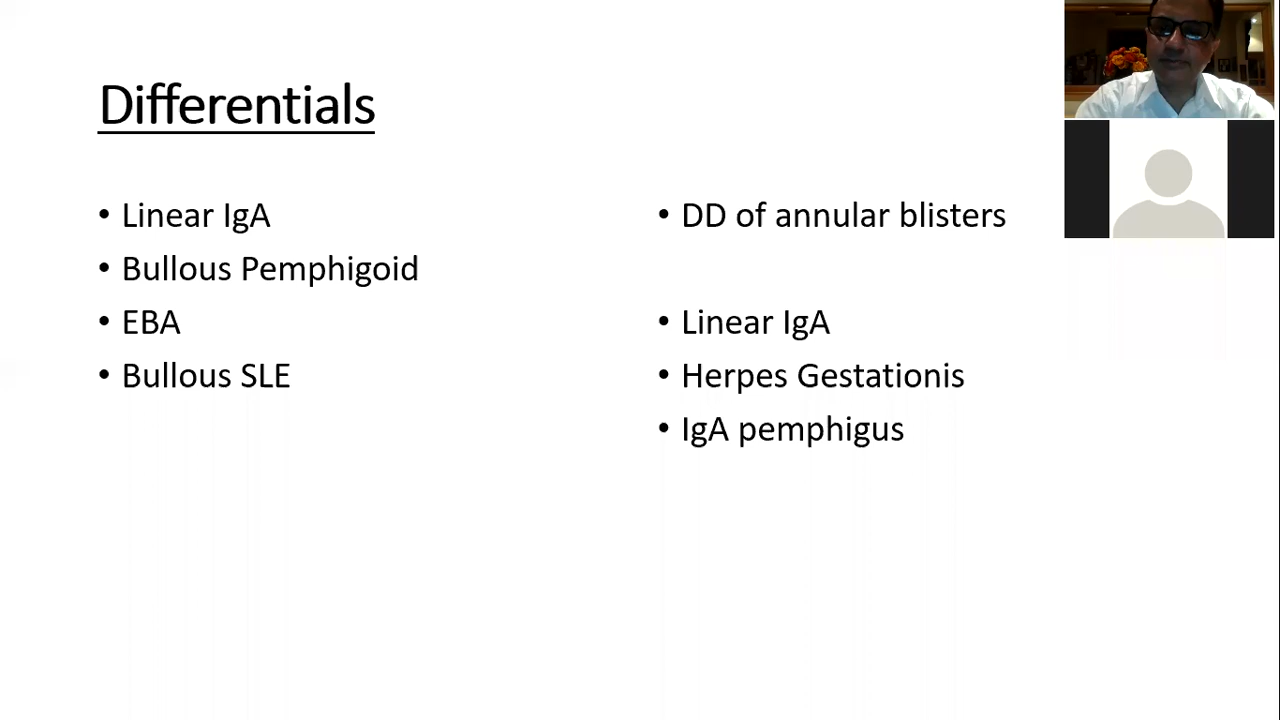 Differentials
• Linear IgA
• Bullous Pemphigoid
• EBA
• Bullous SLE
• DD of annular blisters
• Linear IgA
• Herpes Gestationis
• IgA pemphigus